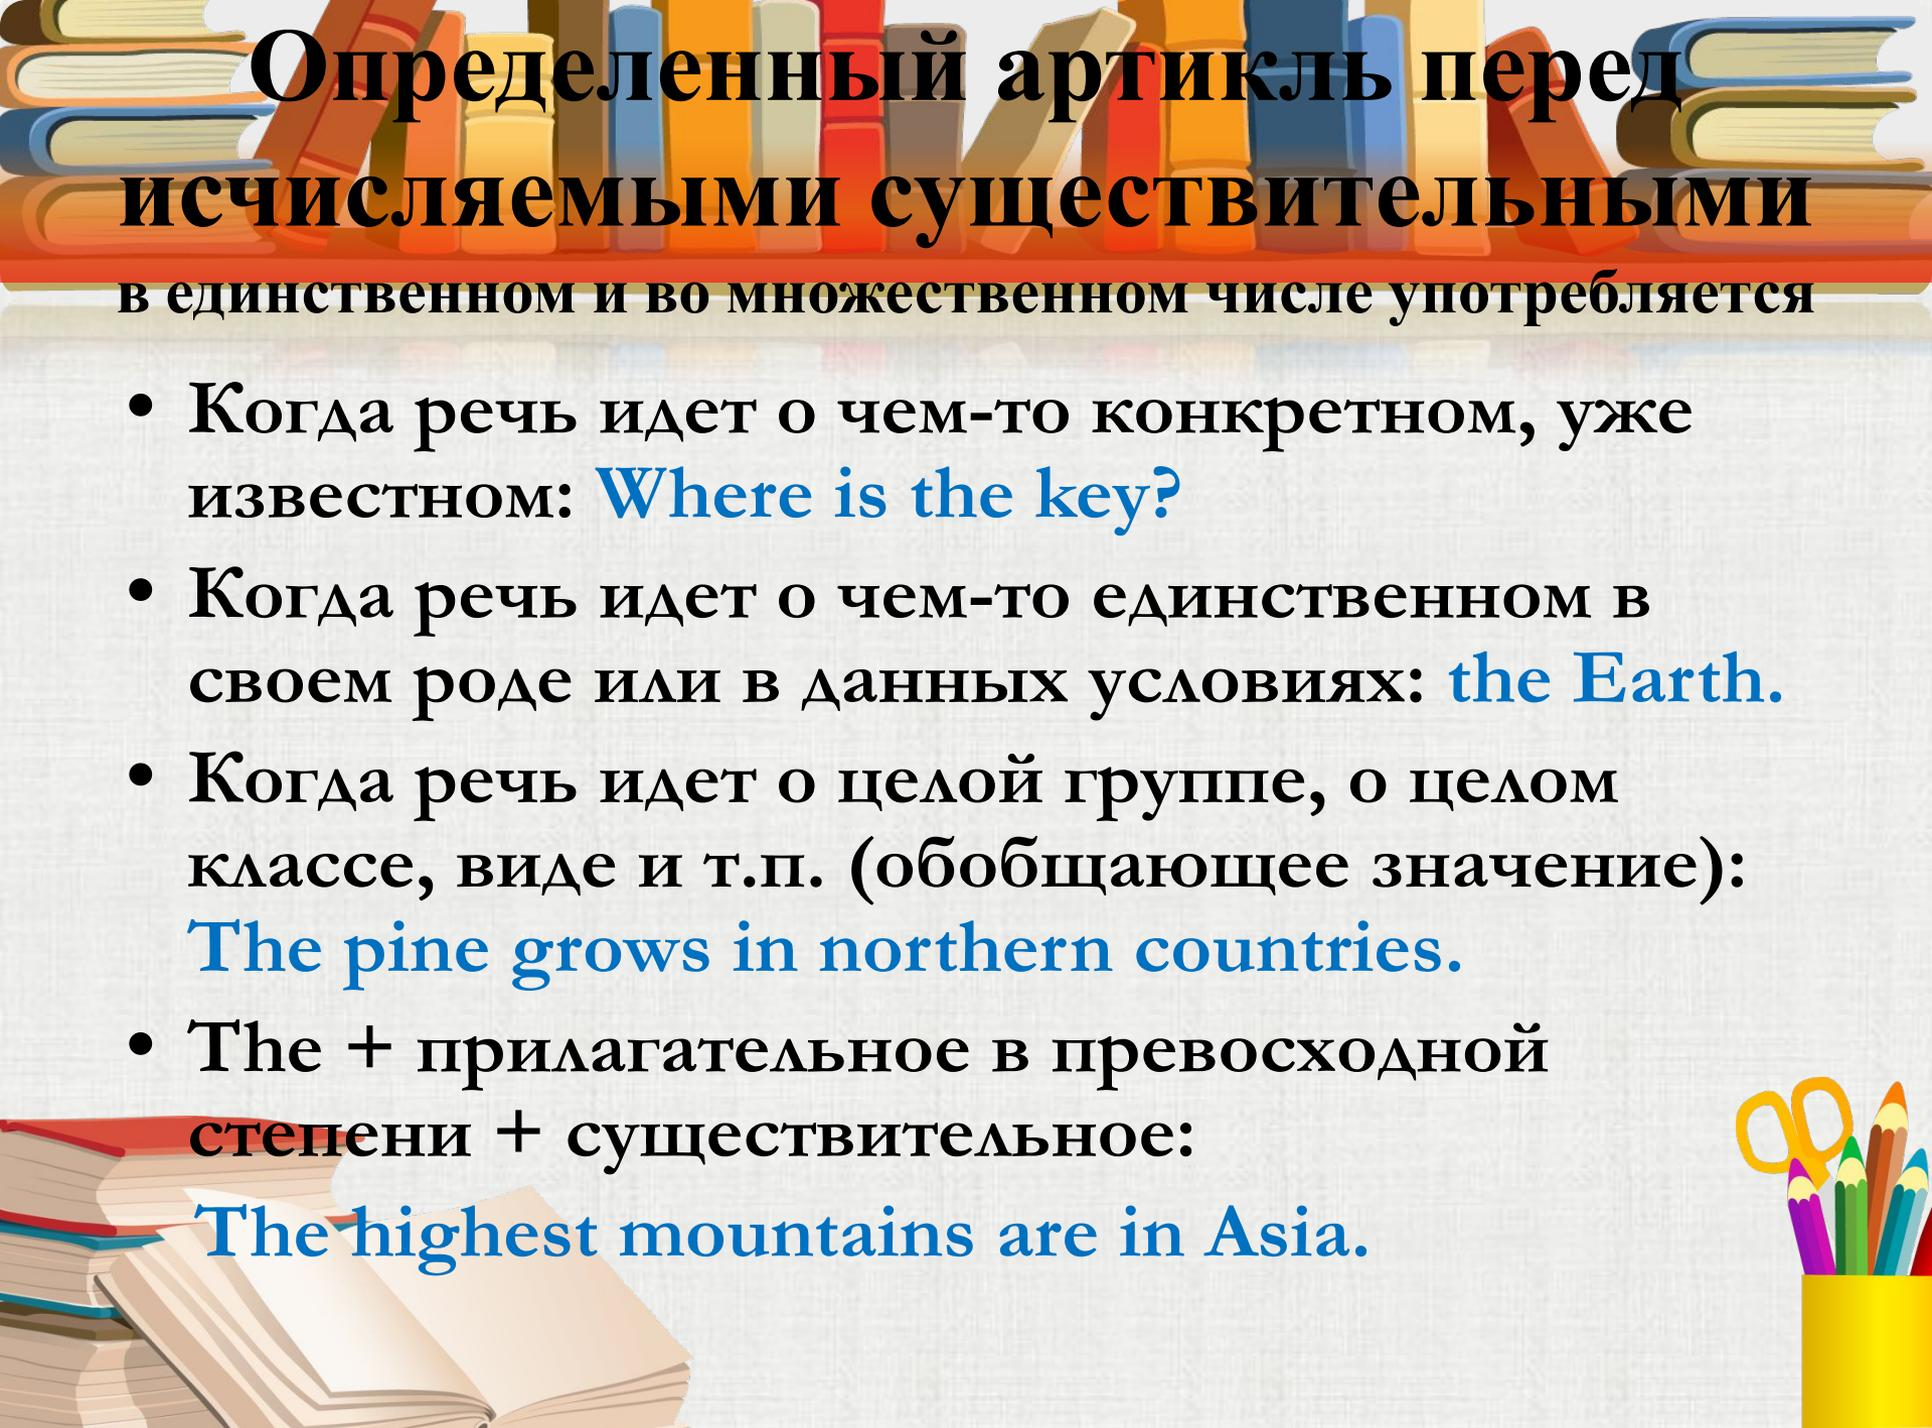 Определенный артикль перед
исчисляемыми существительными
в единственном и во множественном числе употребляется
• Когда речь идет о чем-то конкретном, уже
известном: Where is the key?
• Когда речь идет о чем-то единственном в
своем роде или в данных условиях: the Earth.
• Когда речь идет о целой группе, о целом
классе, виде и т.п. (обобщающее значение):
The pine grows in northern countries.
• The + прилагательное в превосходной
степени + существительное:
The highest mountains are in Asia.